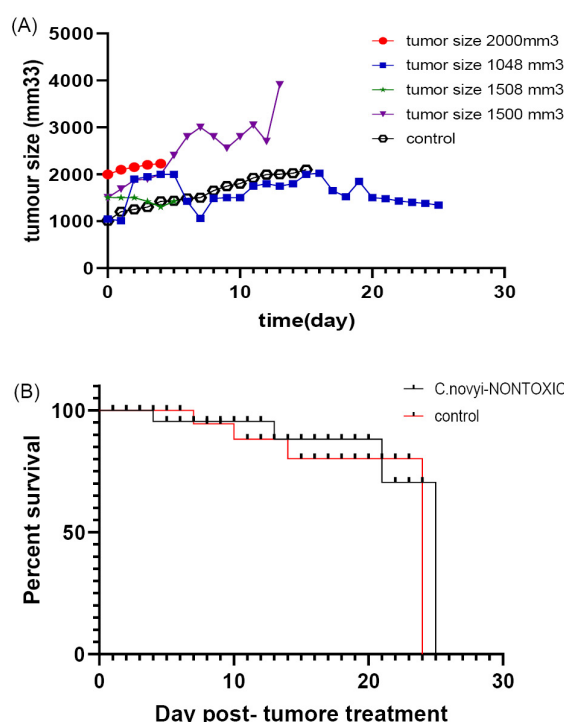 (A)
5000
4000
3000
2000
1000
0
tumour size (mm33)
0
10
20
30
time(day)
tumor size 2000mm3
tumor size 1048 mm3
tumor size 1508 mm3
tumor size 1500 mm3
control
(B)
100
50
0
Percent survival
0
10
20
30
Day post- tumore treatment
C.novyi-NONTOXIC
control